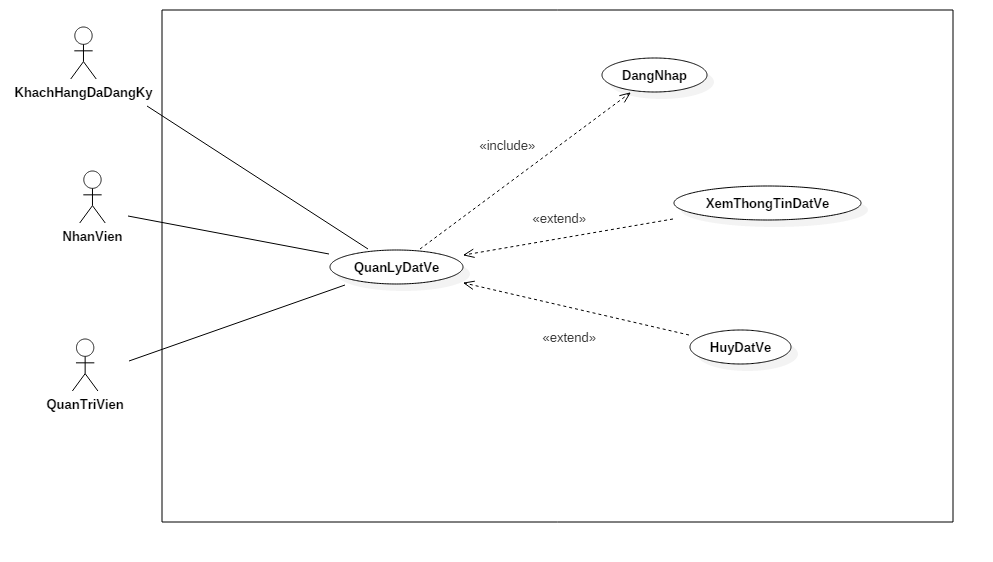 KhachHangDaDangKy
DangNhap
«include»
NhanVien
XemThongTinDatVe
«extend»
QuanLyDatVe
«extend»
HuyDatVe
QuanTriVien